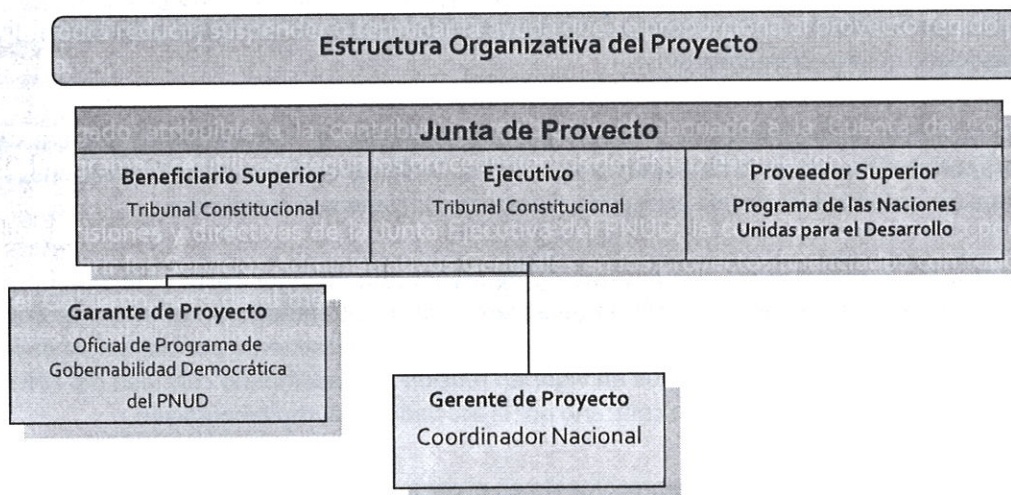 Estructura Organizativa del Proyecto
Junta de Proyecto
Beneficiario Superior
Tribunal Constitucional
Ejecutivo
Tribunal Constitucional
Proveedor Superior
Programa de las Naciones
Unidas para el Desarrollo
Garante de Proyecto
Oficial de Programa de
Gobernabilidad Democrática
del PNUD
Gerente de Proyecto
Coordinador Nacional